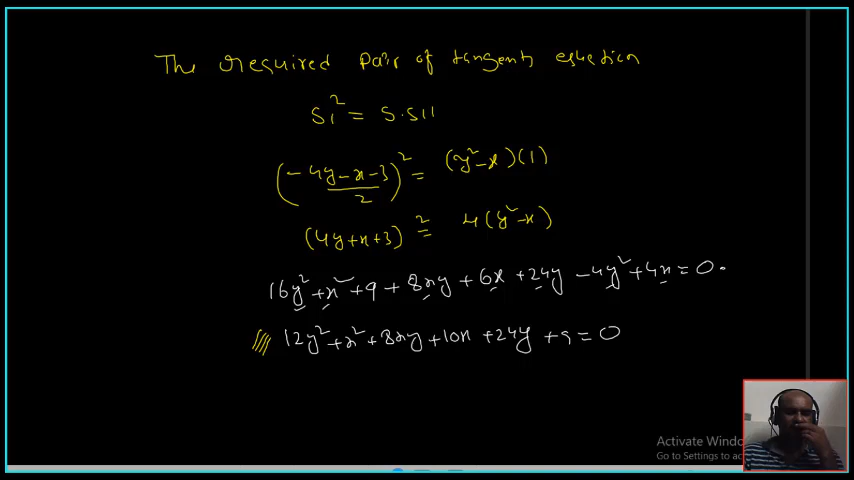 The required pair of tangents equation
S1² = S.S11
(-4y-x-3 / 2)² = (y²-x)(1)
(4y+x+3)² = 4(y²-x)
16y² + x² + 9 + 8xy + 6x + 24y - 4y² + 4x = 0.
12y² + x² + 8xy + 10x + 24y + 9 = 0
Activate Windo
Go to Settings to ac